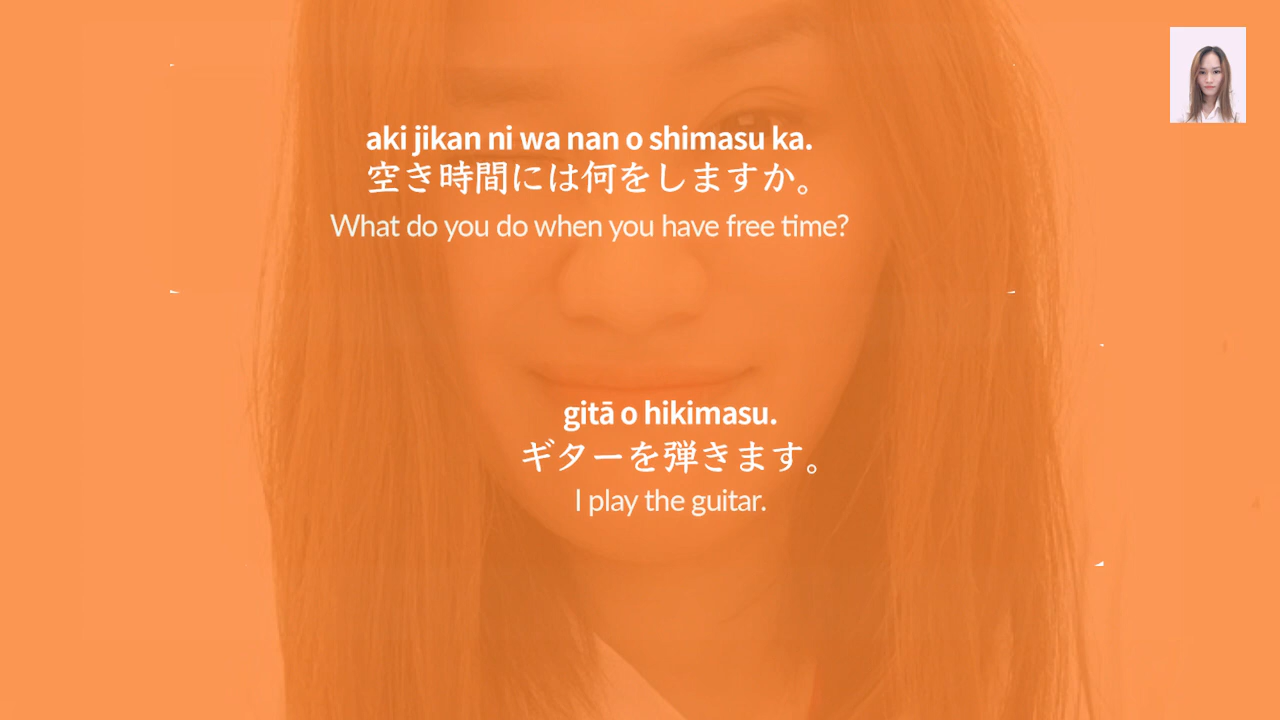 aki jikan ni wa nan o shimasu ka.
空き時間には何をしますか。
What do you do when you have free time?
gitā o hikimasu.
ギターを弾きます。
I play the guitar.